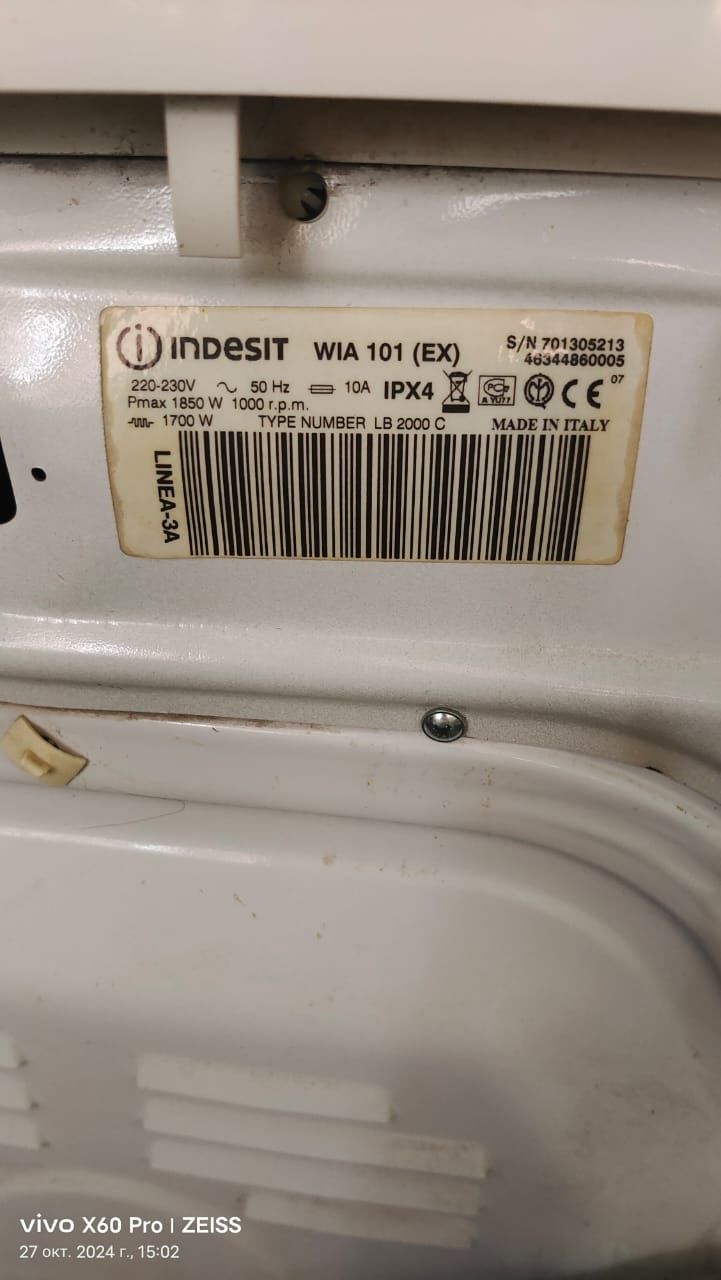 INDESIT WIA 101 (EX) S/N 701305213
46344860005
220-230V 50 Hz 10A IPX4 CE 07
Pmax 1850 W 1000 r.p.m.
1700 W TYPE NUMBER LB 2000 C MADE IN ITALY
LINEA-3A
vivo X60 Pro | ZEISS
27 окт. 2024 г., 15:02